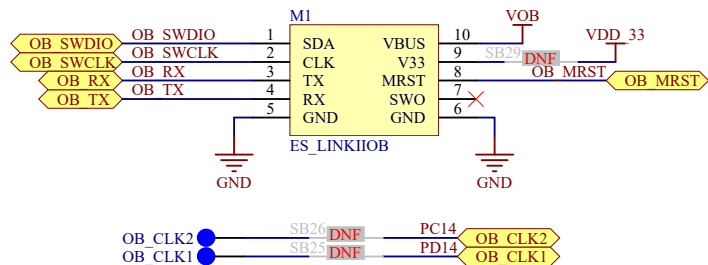 M1
VOB
VDD_33
OB_SWDIO OB_SWDIO 1 SDA VBUS 10
OB_SWCLK OB_SWCLK 2 CLK V33 9 SB29 DNF
OB_RX OB_RX 3 TX MRST 8 OB_MRST OB_MRST
OB_TX OB_TX 4 RX SWO 7
5 GND GND 6
ES_LINKIIOB
GND GND
OB_CLK2 SB26 DNF PC14 OB_CLK2
OB_CLK1 SB25 DNF PD14 OB_CLK1